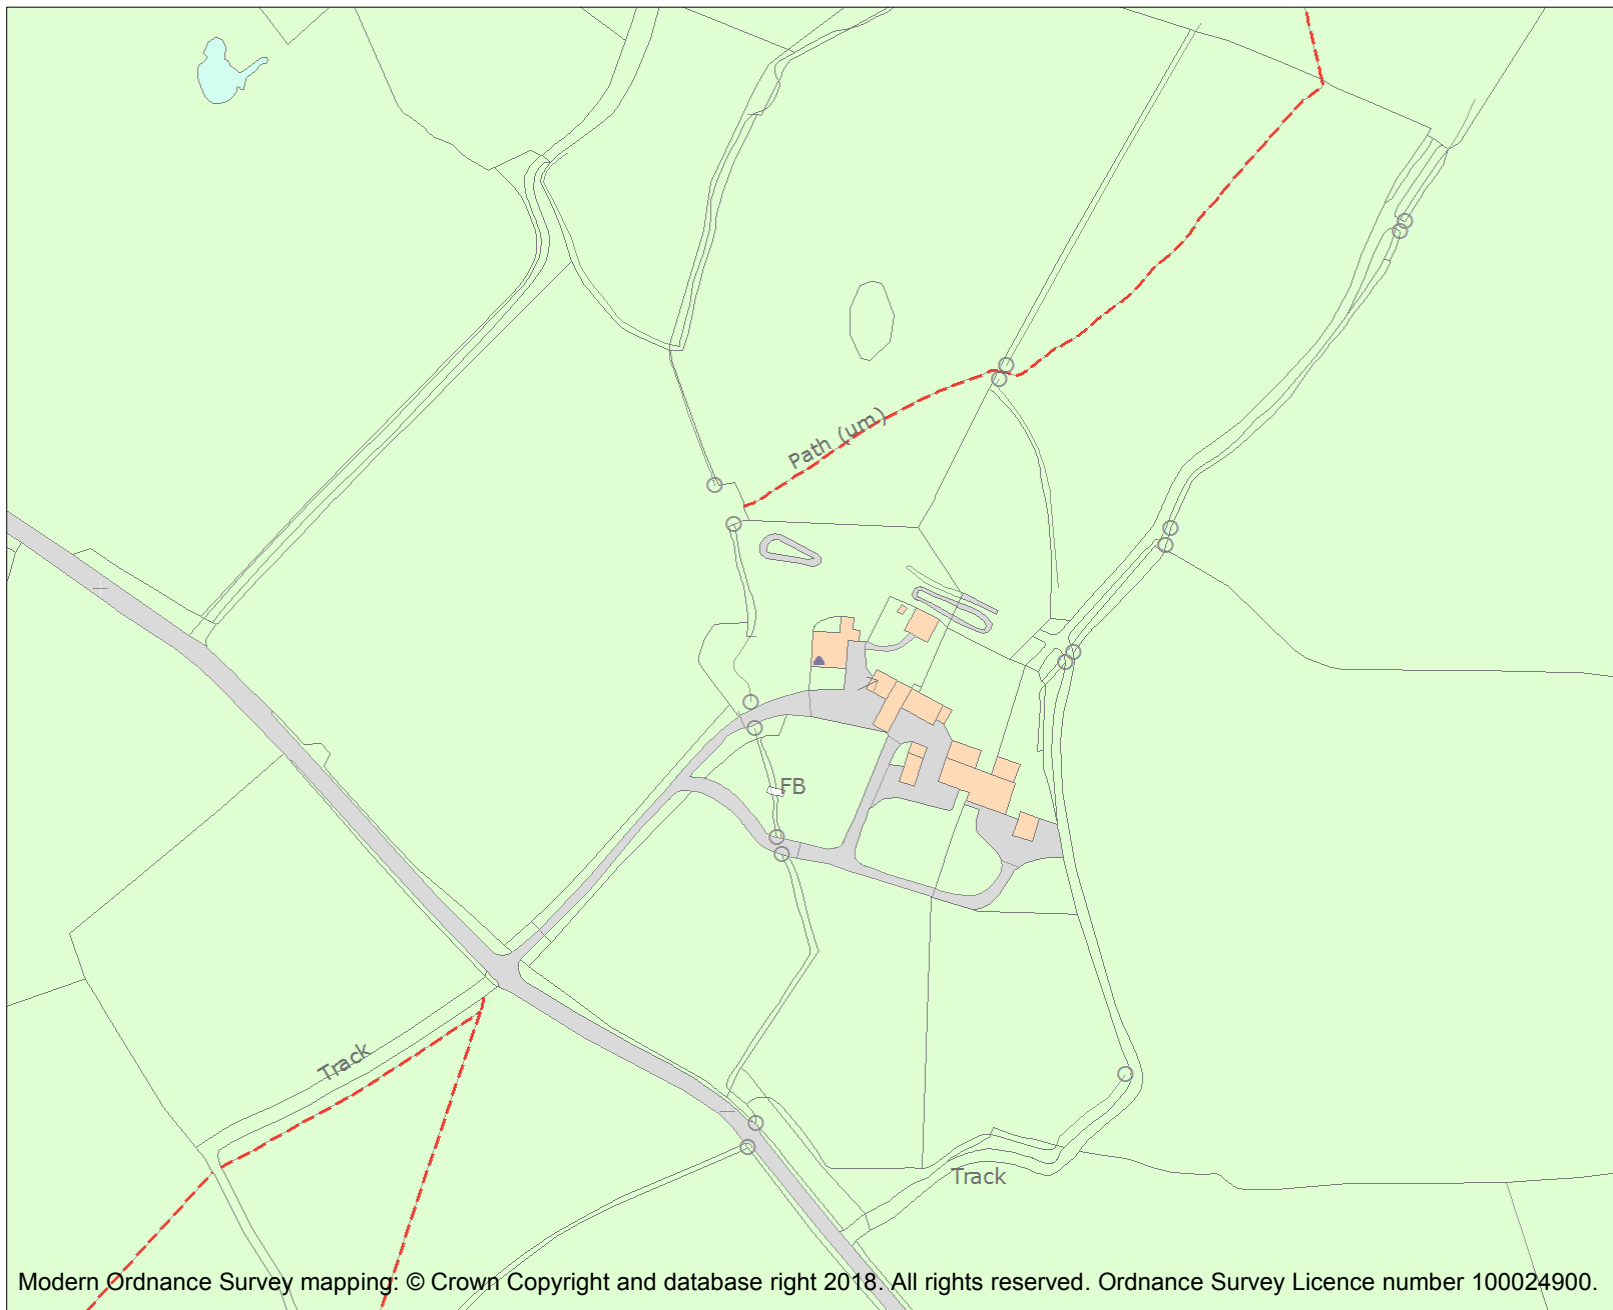 Path (um)
FB
Track
Track
Modern Ordnance Survey mapping: © Crown Copyright and database right 2018. All rights reserved. Ordnance Survey Licence number 100024900.